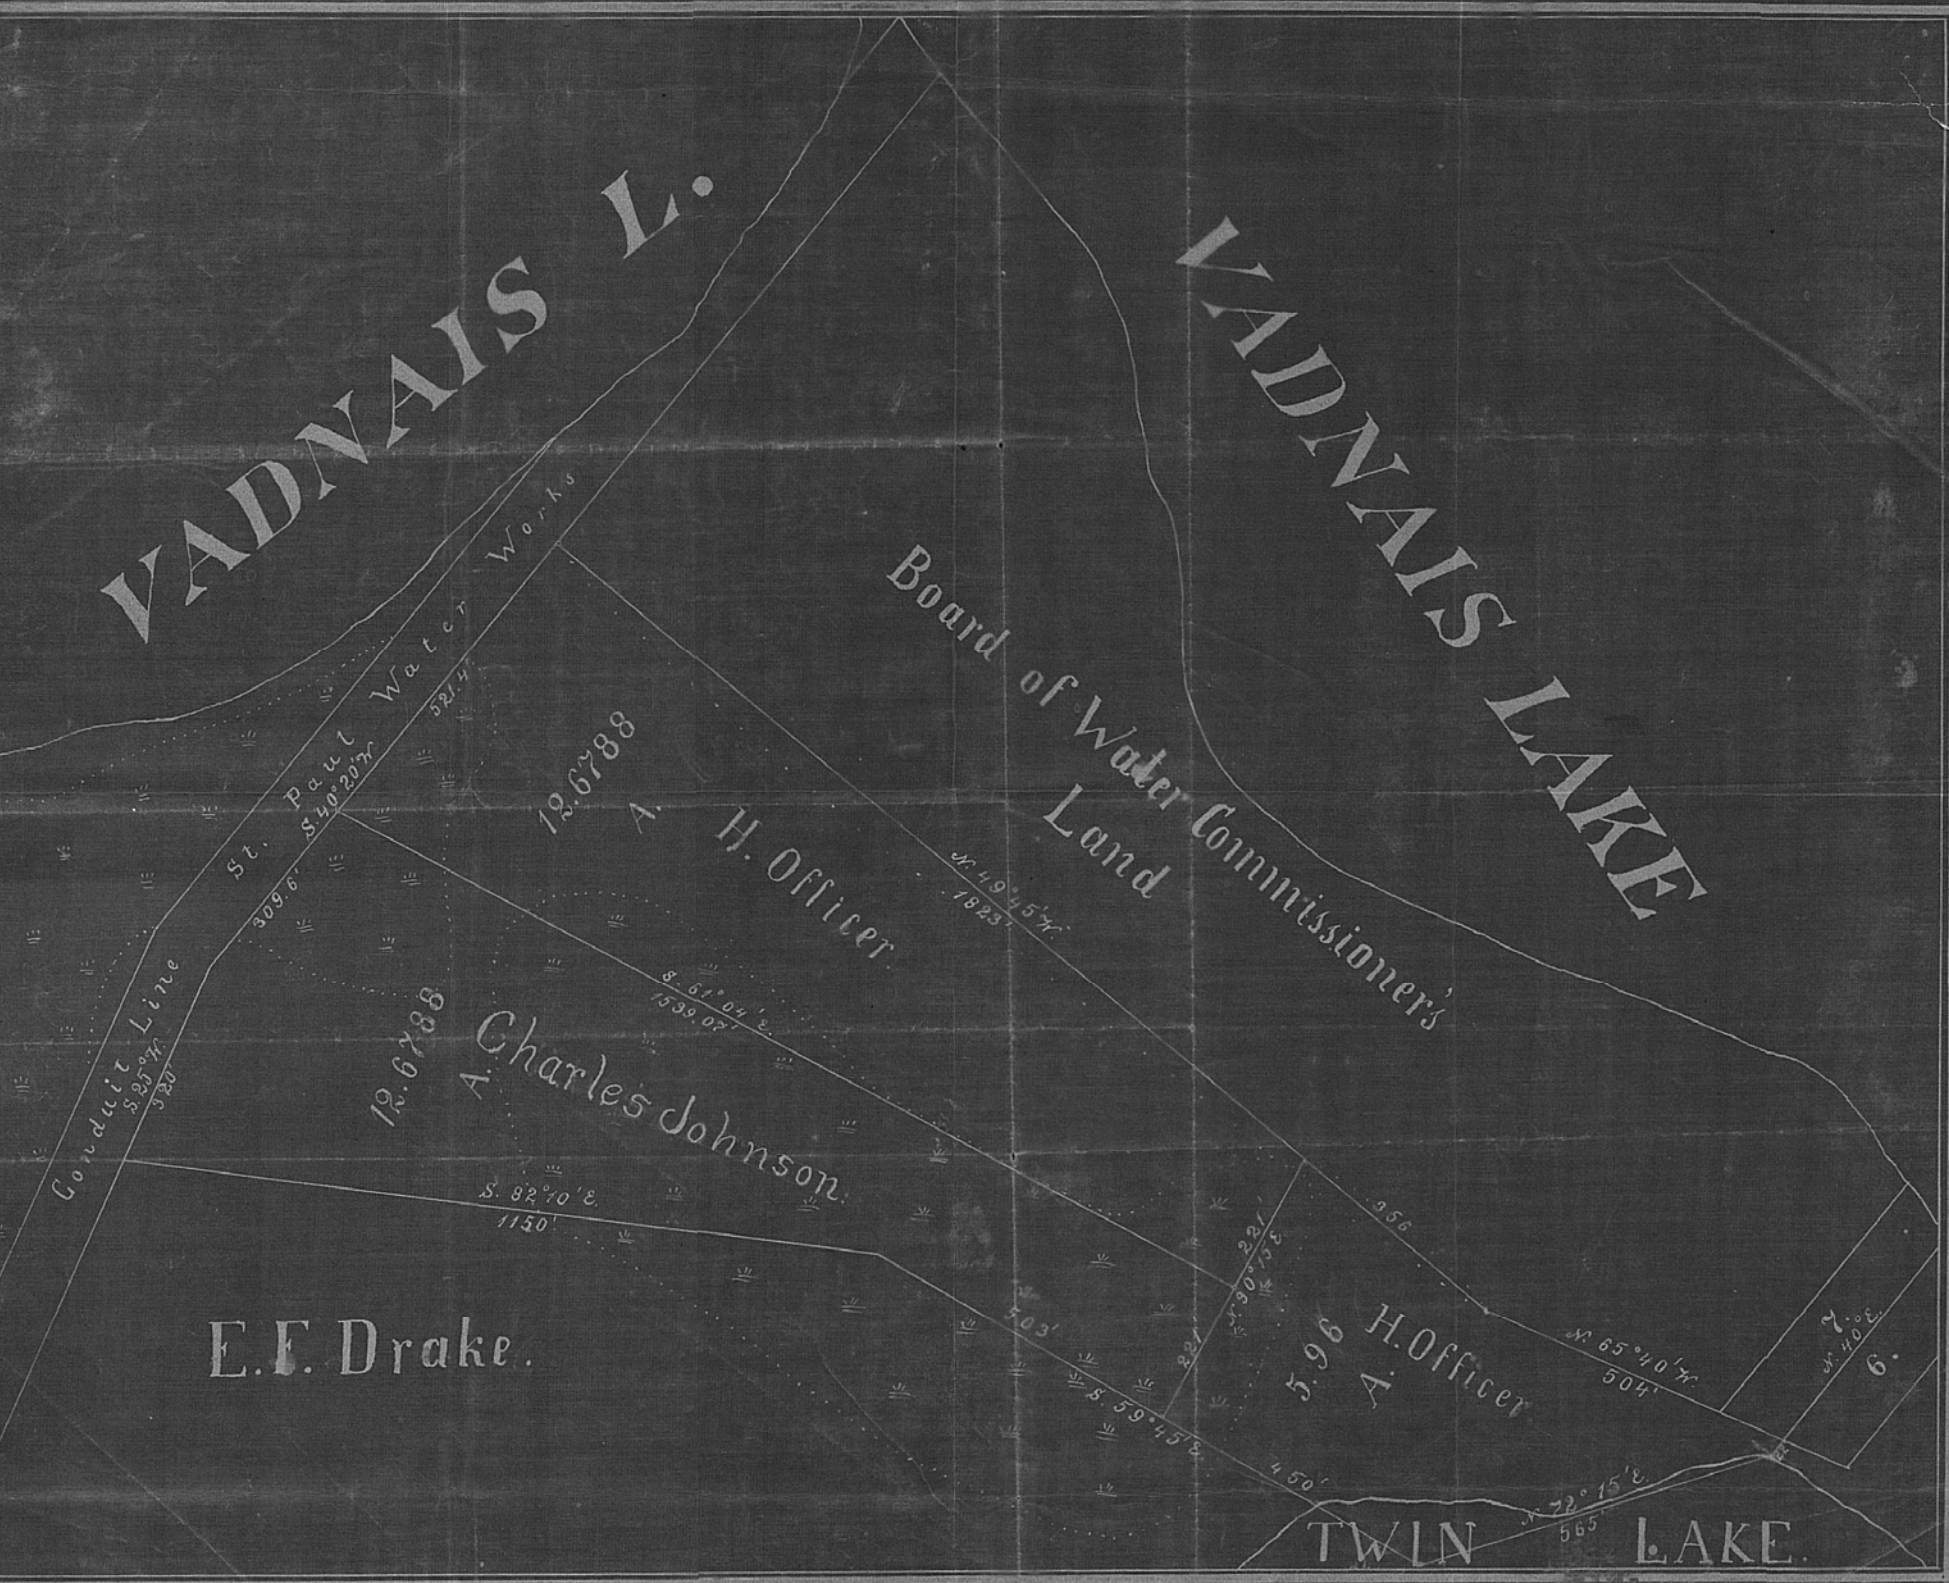 VADNAIS L.
VADNAIS LAKE
St. Paul Water Works
Conduit Line
S. 25° W.
320'
309.6'
S. 40° 20' W.
521.4'
Board of Water Commissioner's
Land
12.6788
A.
H. Officer
N. 49° 45' W.
1823'
S. 61° 04' E.
1539.07'
12.6788
A.
Charles Johnson.
S. 82° 10' E.
1150'
503'
S. 59° 45' E.
450'
221'
N. 30° 15' E.
221'
356
5.96
A.
H. Officer
N. 65° 40' W.
504'
7.
N. 40° E.
6.
E. F. Drake.
N. 72° 15' E.
565'
TWIN LAKE.